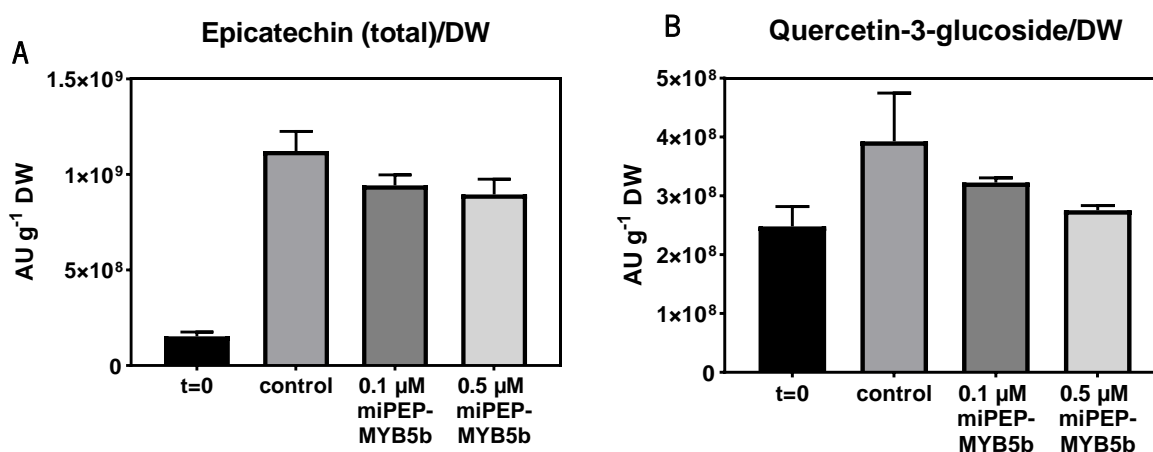 A
Epicatechin (total)/DW
AU g⁻¹ DW
1.5×10⁹
1×10⁹
5×10⁸
0
t=0
control
0.1 µM
miPEP-
MYB5b
0.5 µM
miPEP-
MYB5b
B
Quercetin-3-glucoside/DW
AU g⁻¹ DW
5×10⁸
4×10⁸
3×10⁸
2×10⁸
1×10⁸
0
t=0
control
0.1 µM
miPEP-
MYB5b
0.5 µM
miPEP-
MYB5b